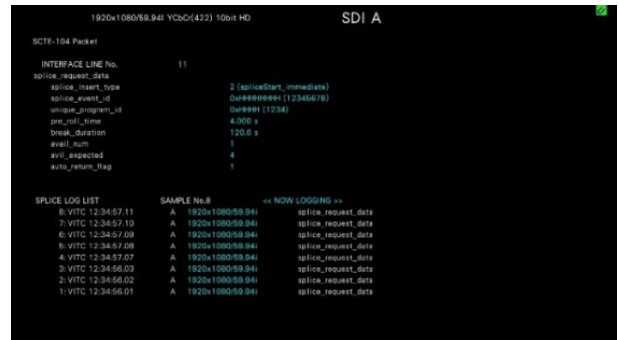 1920x1080/59.94I YCbCr(422) 10bit HD SDI A
SCTE-104 Packet
INTERFACE LINE No. 11
splice_request_data
splice_insert_type 2 (spliceStart_immediate)
splice_event_id 0xHHHHHHHH (12345678)
unique_program_id 0xHHHH (1234)
pre_roll_time 4.000 s
break_duration 120.0 s
avail_num 1
avil_expected 4
auto_return_flag 1
SPLICE LOG LIST SAMPLE No.8 << NOW LOGGING >>
8: VITC 12:34:57.11 A 1920x1080/59.94i splice_request_data
7: VITC 12:34:57.10 A 1920x1080/59.94i splice_request_data
6: VITC 12:34:57.09 A 1920x1080/59.94i splice_request_data
5: VITC 12:34:57.08 A 1920x1080/59.94i splice_request_data
4: VITC 12:34:57.07 A 1920x1080/59.94i splice_request_data
3: VITC 12:34:56.03 A 1920x1080/59.94i splice_request_data
2: VITC 12:34:56.02 A 1920x1080/59.94i splice_request_data
1: VITC 12:34:56.01 A 1920x1080/59.94i splice_request_data